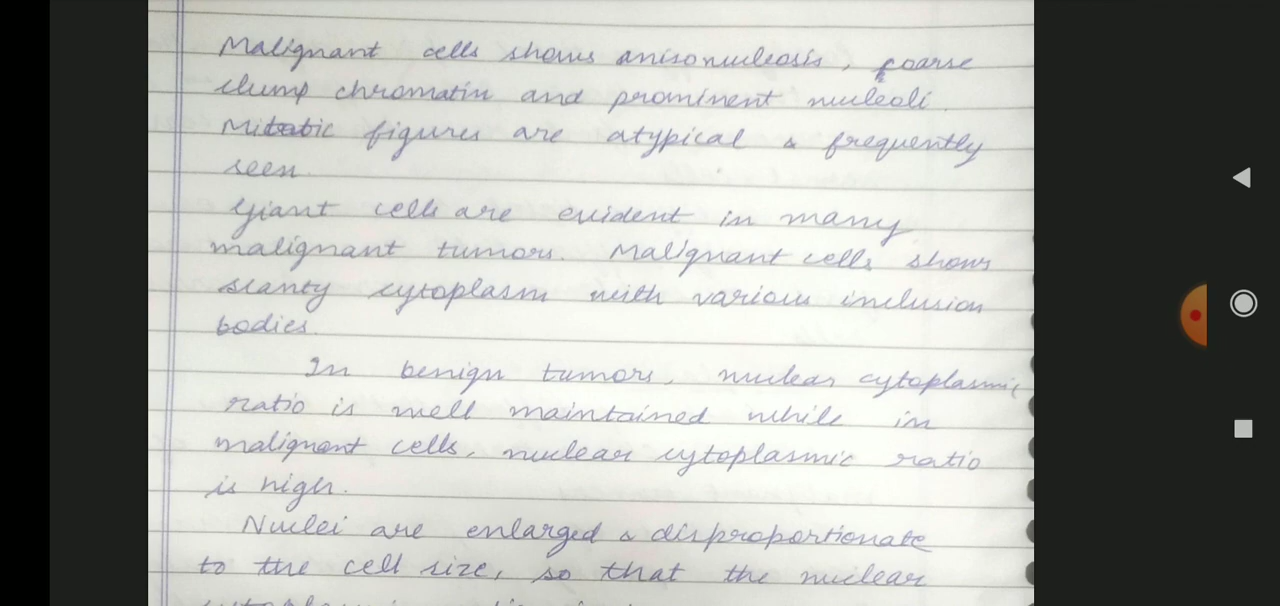 Malignant cells shows anisonucleosis, coarse
clump chromatin and prominent nucleoli.
Mitotic figures are atypical & frequently
seen.
Giant cells are evident in many
malignant tumors. Malignant cells shows
scanty cytoplasm with various inclusion
bodies.
In benign tumors, nuclear cytoplasmic
ratio is well maintained while in
malignant cells, nuclear cytoplasmic ratio
is high.
Nuclei are enlarged & disproportionate
to the cell size, so that the nuclear